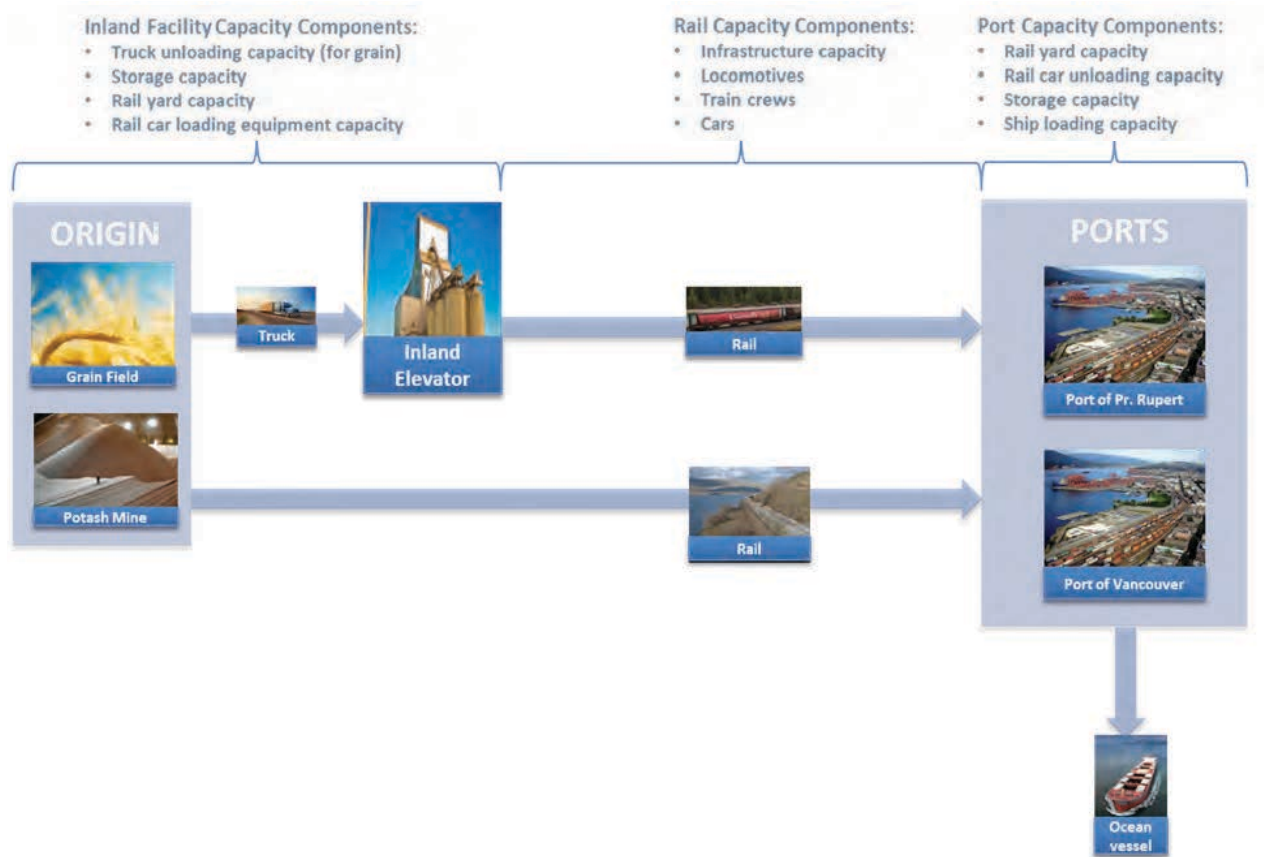 Inland Facility Capacity Components:
• Truck unloading capacity (for grain)
• Storage capacity
• Rail yard capacity
• Rail car loading equipment capacity
Rail Capacity Components:
• Infrastructure capacity
• Locomotives
• Train crews
• Cars
Port Capacity Components:
• Rail yard capacity
• Rail car unloading capacity
• Storage capacity
• Ship loading capacity
ORIGIN
Grain Field
Potash Mine
Truck
Inland
Elevator
Rail
Rail
PORTS
Port of Pr. Rupert
Port of Vancouver
Ocean
vessel